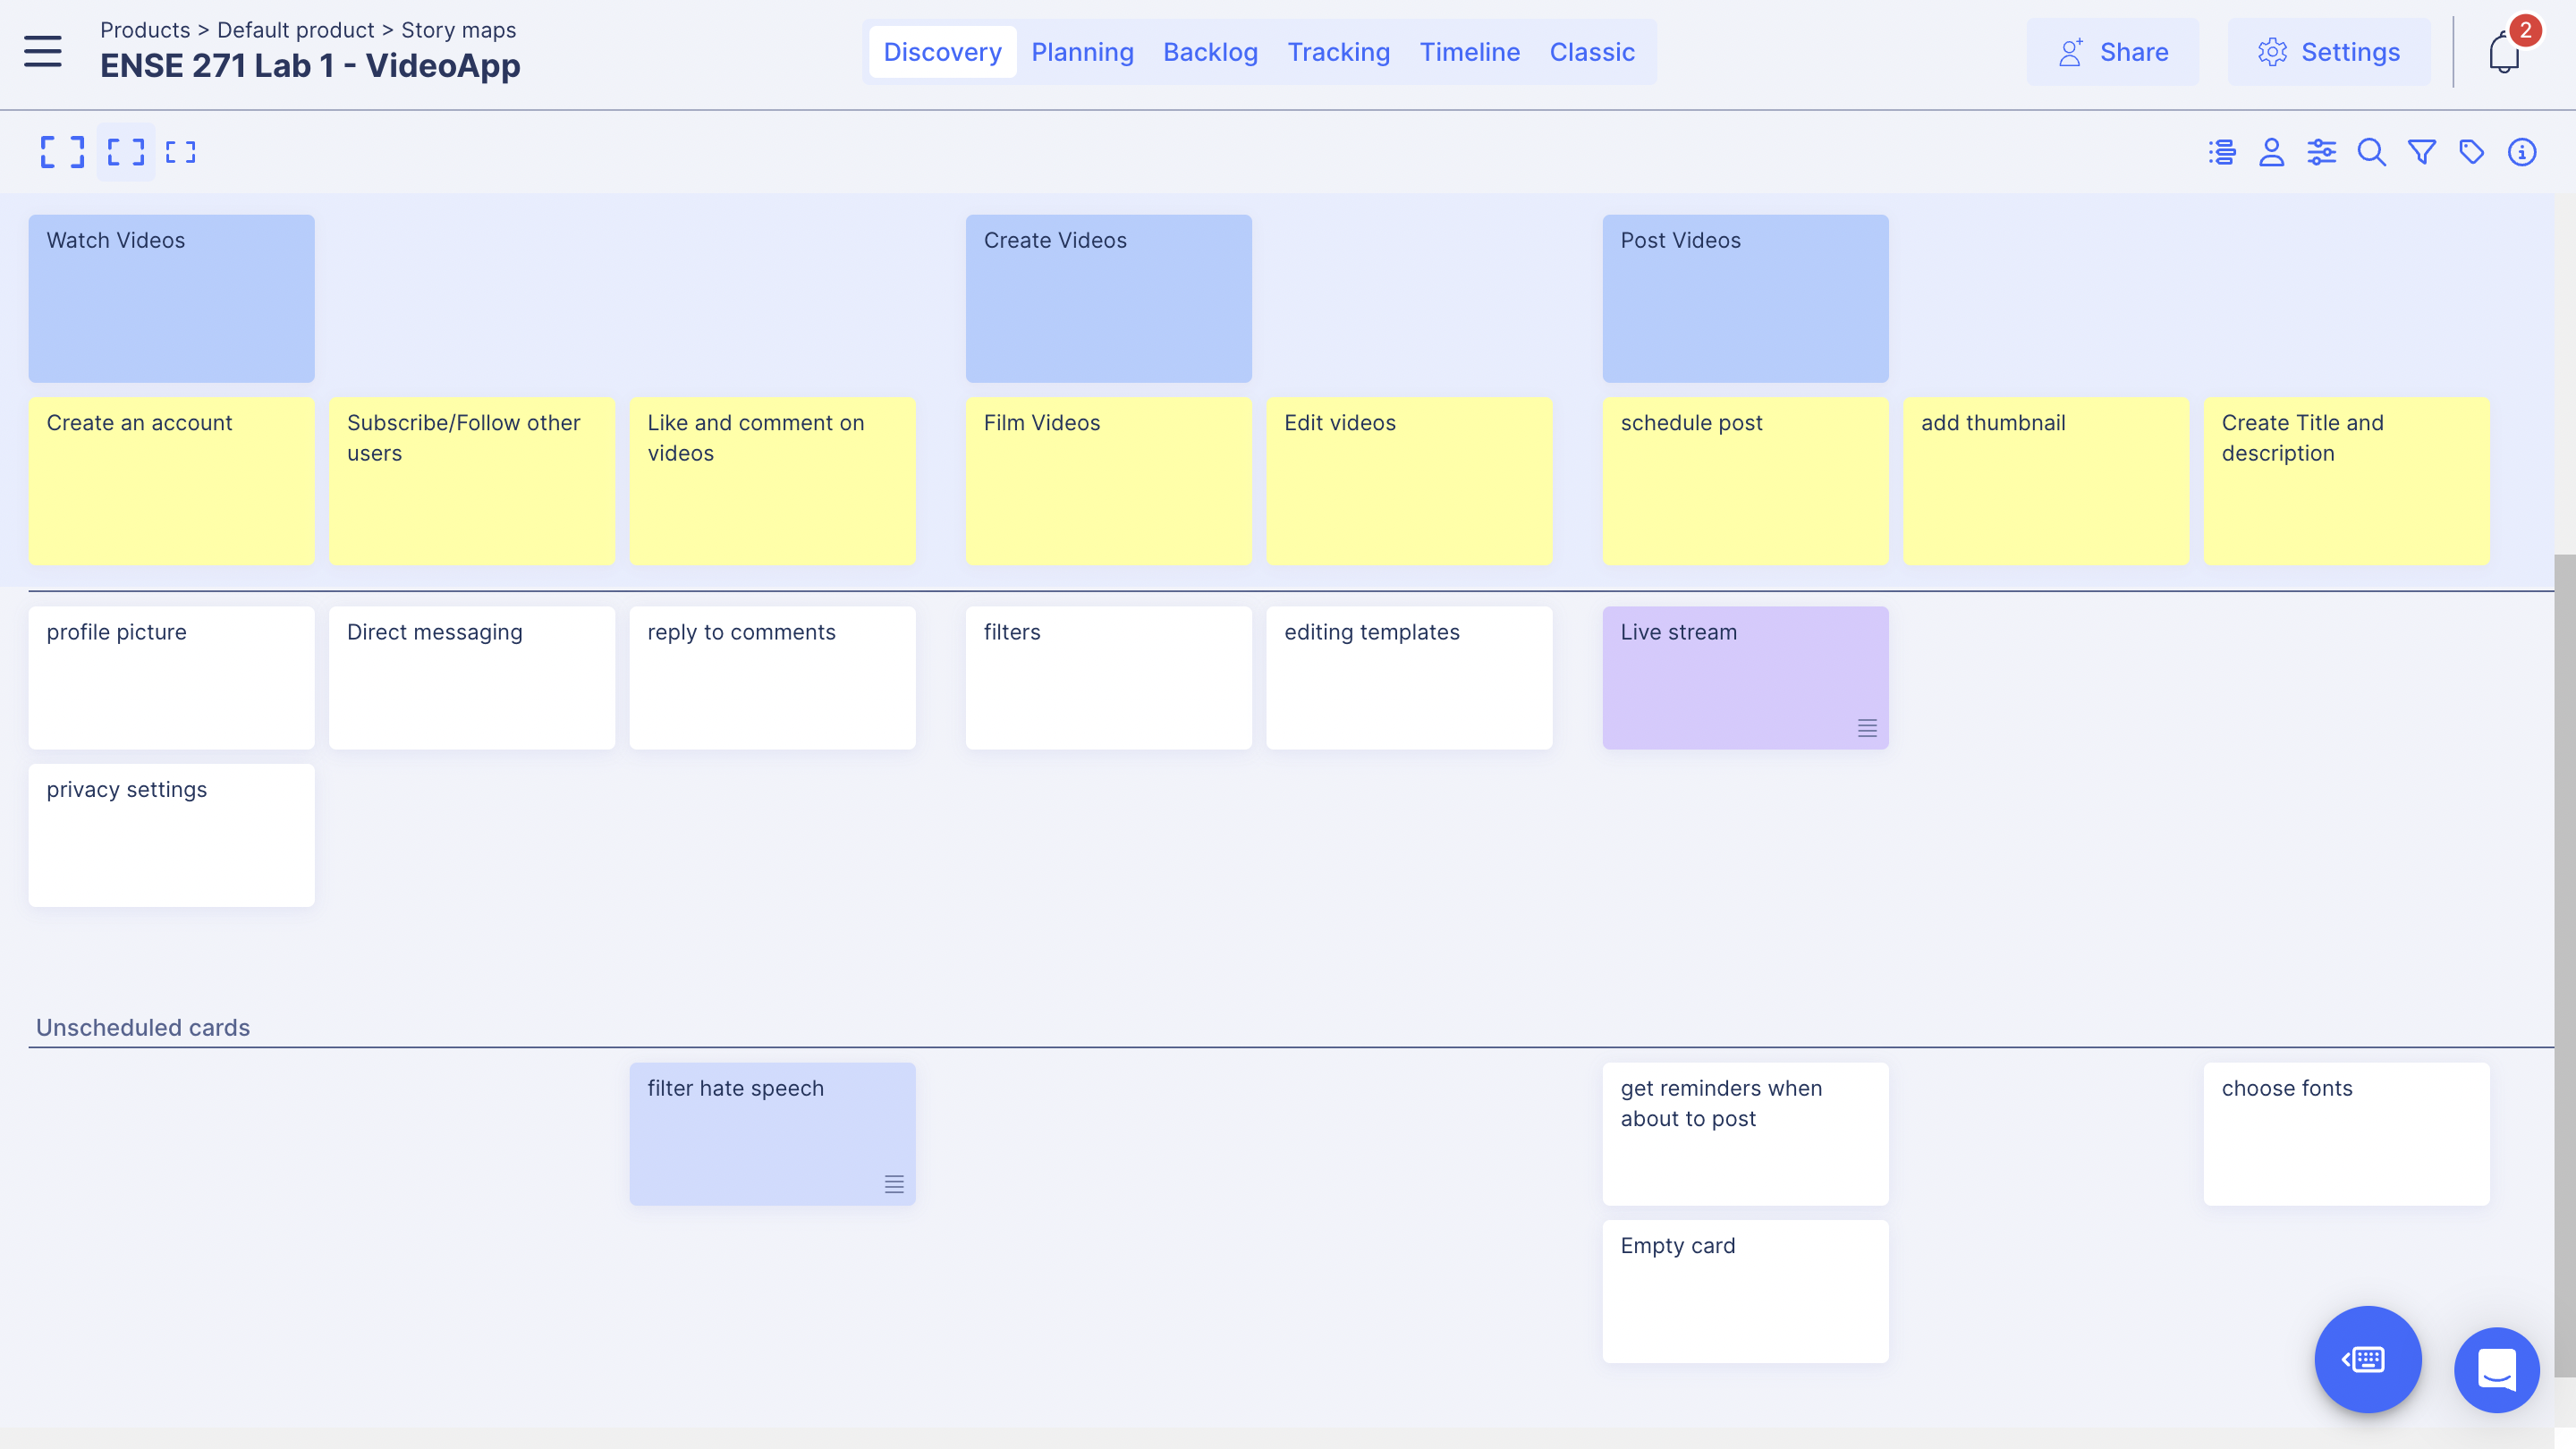 Products > Default product > Story maps
ENSE 271 Lab 1 - VideoApp
Discovery
Planning
Backlog
Tracking
Timeline
Classic
Share
Settings
2
Watch Videos
Create Videos
Post Videos
Create an account
Subscribe/Follow other
users
Like and comment on
videos
Film Videos
Edit videos
schedule post
add thumbnail
Create Title and
description
profile picture
Direct messaging
reply to comments
filters
editing templates
Live stream
privacy settings
Unscheduled cards
filter hate speech
get reminders when
about to post
choose fonts
Empty card